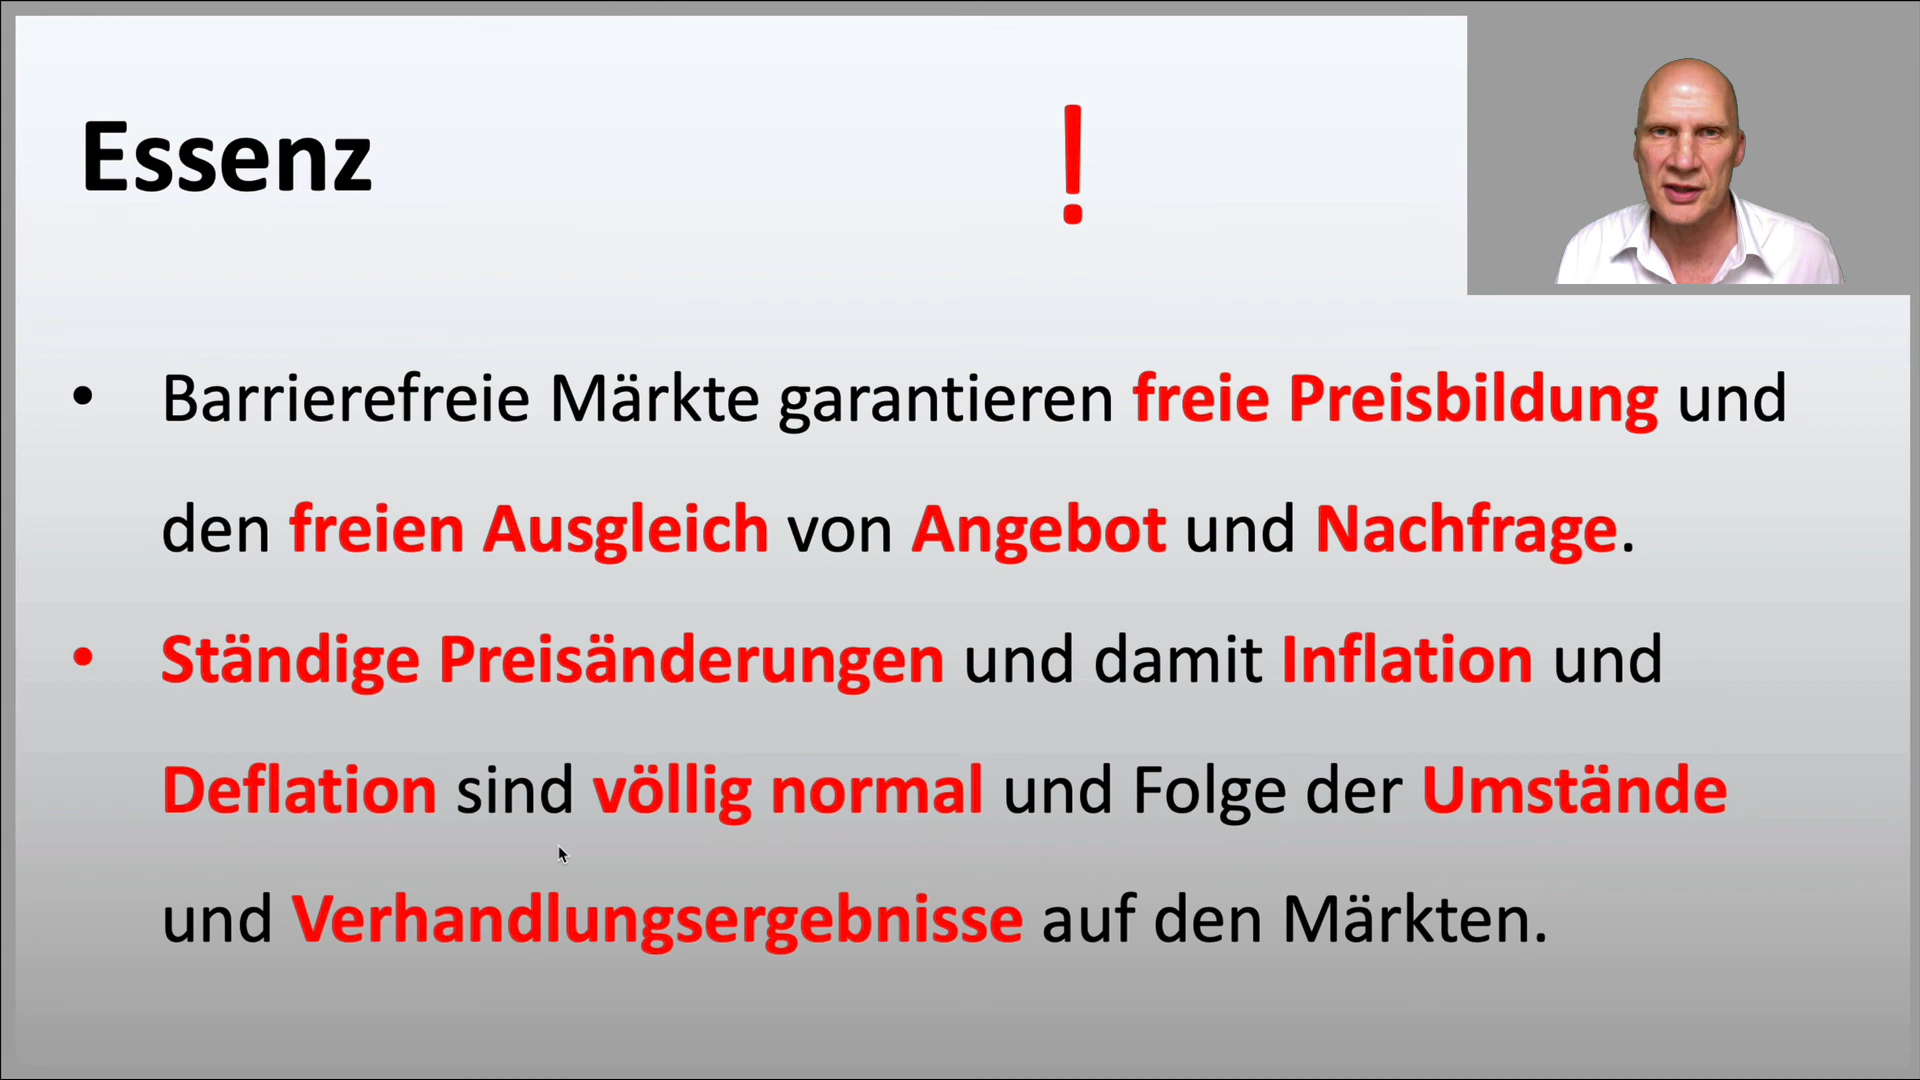 Essenz !
• Barrierefreie Märkte garantieren freie Preisbildung und
den freien Ausgleich von Angebot und Nachfrage.
• Ständige Preisänderungen und damit Inflation und
Deflation sind völlig normal und Folge der Umstände
und Verhandlungsergebnisse auf den Märkten.